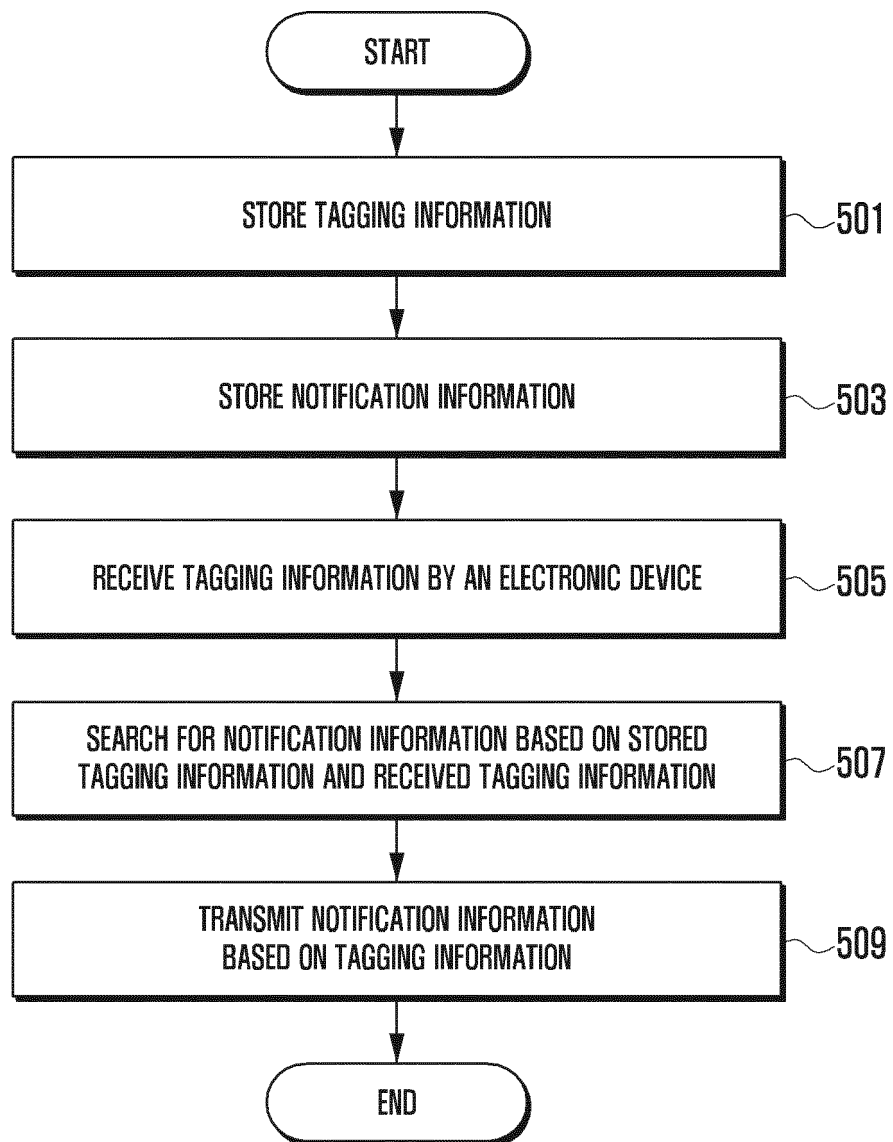 START
STORE TAGGING INFORMATION
501
STORE NOTIFICATION INFORMATION
503
RECEIVE TAGGING INFORMATION BY AN ELECTRONIC DEVICE
505
SEARCH FOR NOTIFICATION INFORMATION BASED ON STORED
TAGGING INFORMATION AND RECEIVED TAGGING INFORMATION
507
TRANSMIT NOTIFICATION INFORMATION
BASED ON TAGGING INFORMATION
509
END